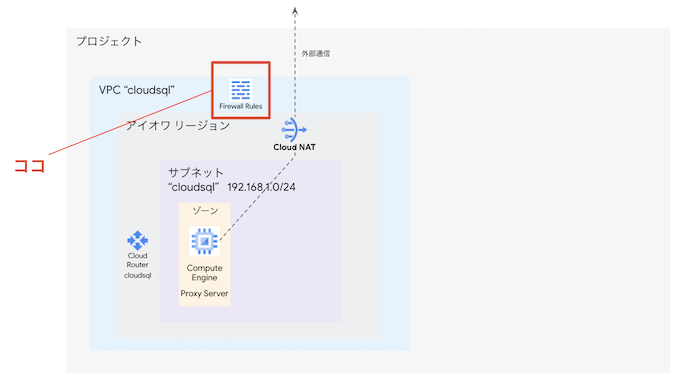 外部通信
プロジェクト
VPC “cloudsql”
Firewall Rules
アイオワ リージョン
Cloud NAT
ココ
サブネット
“cloudsql” 192.168.1.0/24
ゾーン
Cloud
Router
cloudsql
Compute
Engine
Proxy Server